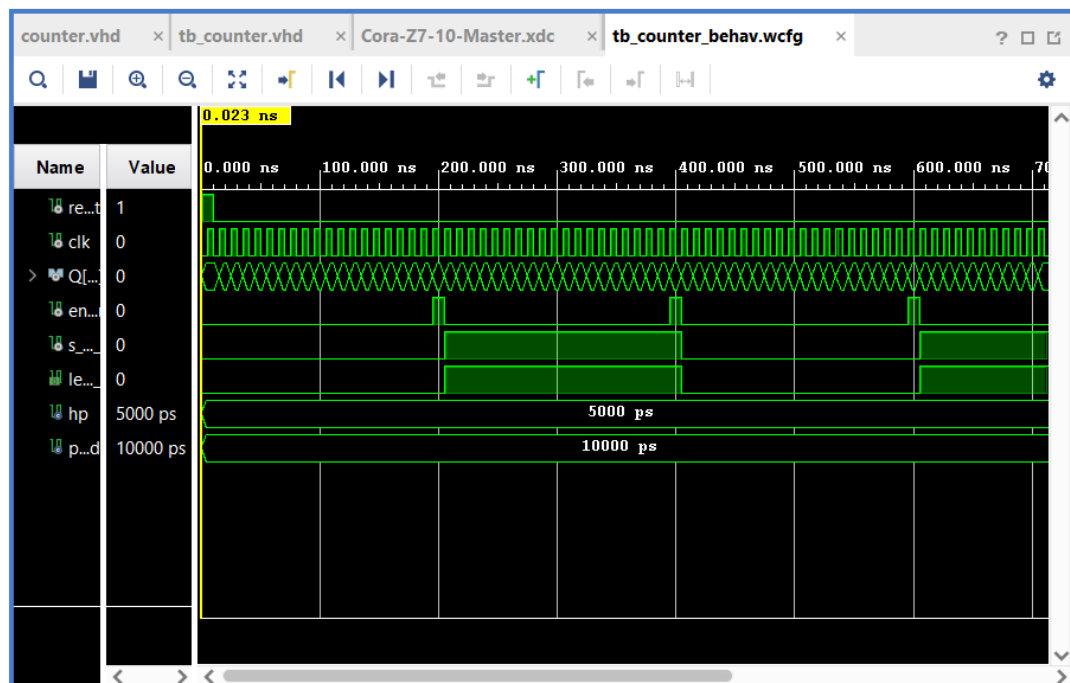 counter.vhd × tb_counter.vhd × Cora-Z7-10-Master.xdc × tb_counter_behav.wcfg × ?
0.023 ns
Name Value 0.000 ns 100.000 ns 200.000 ns 300.000 ns 400.000 ns 500.000 ns 600.000 ns 70
re...t 1
clk 0
Q[...] 0
en... 0
s_..._ 0
le..._ 0
hp 5000 ps 5000 ps
p...d 10000 ps 10000 ps